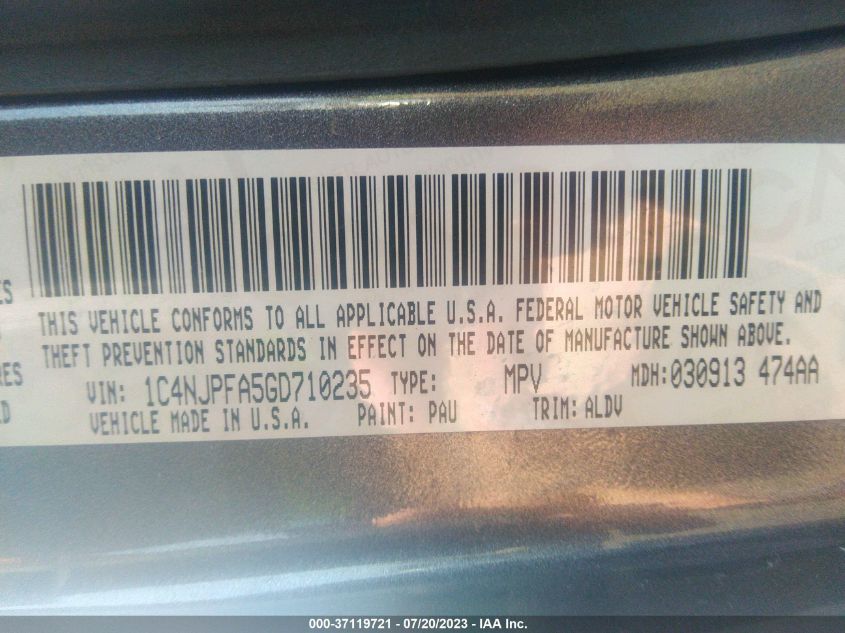 THIS VEHICLE CONFORMS TO ALL APPLICABLE U.S.A. FEDERAL MOTOR VEHICLE SAFETY AND
THEFT PREVENTION STANDARDS IN EFFECT ON THE DATE OF MANUFACTURE SHOWN ABOVE.
VIN: 1C4NJPFA5GD710235 TYPE: MPV MDH:030913 474AA
VEHICLE MADE IN U.S.A. PAINT: PAU TRIM: ALDV
000-37119721 - 07/20/2023 - IAA Inc.